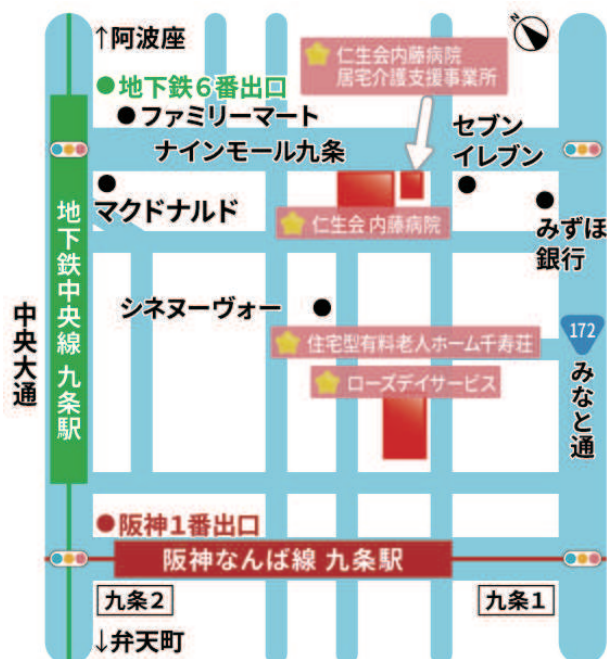 ↑阿波座
N
仁生会内藤病院
居宅介護支援事業所
●地下鉄6番出口
ファミリーマート
セブン
イレブン
ナインモール九条
マクドナルド
仁生会 内藤病院
みずほ
銀行
地下鉄中央線 九条駅
中央大通
シネヌーヴォー
172
みなと通
住宅型有料老人ホーム千寿荘
ローズデイサービス
●阪神1番出口
阪神なんば線 九条駅
九条2
九条1
↓弁天町